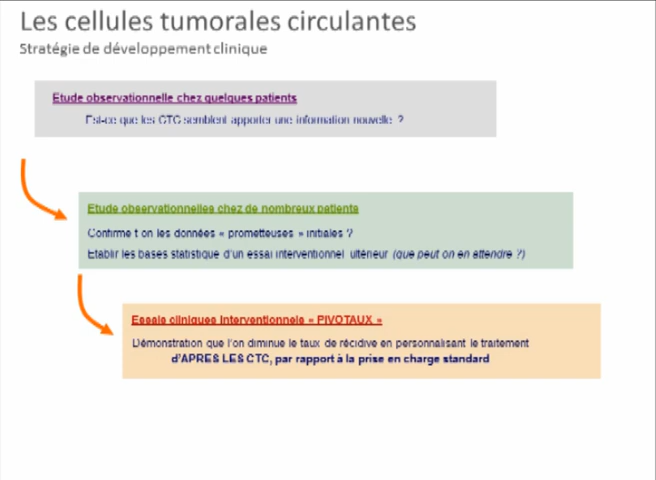 Les cellules tumorales circulantes
Stratégie de développement clinique
Etude observationnelle chez quelques patients
Est-ce que les CTC semblent apporter une information nouvelle ?
Etude observationnelles chez de nombreux patients
Confirme t on les données « prometteuses » initiales ?
Etablir les bases statistique d'un essai interventionnel ultérieur (que peut on en attendre ?)
Essais cliniques interventionnels « PIVOTAUX »
Démonstration que l'on diminue le taux de récidive en personnalisant le traitement
d'APRES LES CTC, par rapport à la prise en charge standard